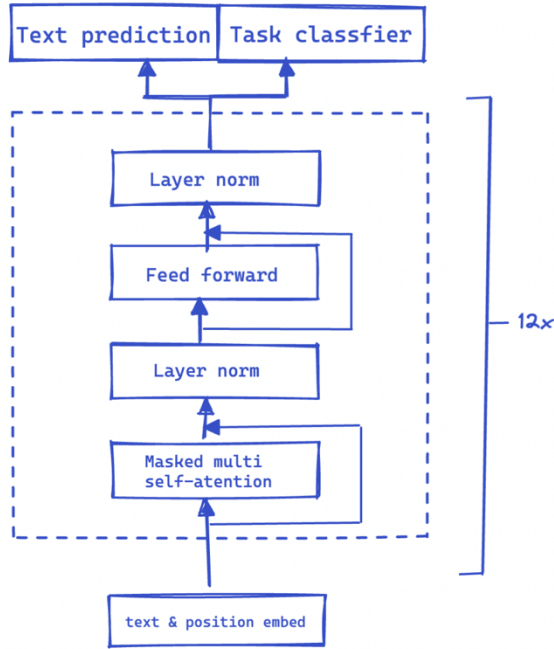 Text prediction
Task classfier
Layer norm
Feed forward
12x
Layer norm
Masked multi
self-atention
text & position embed